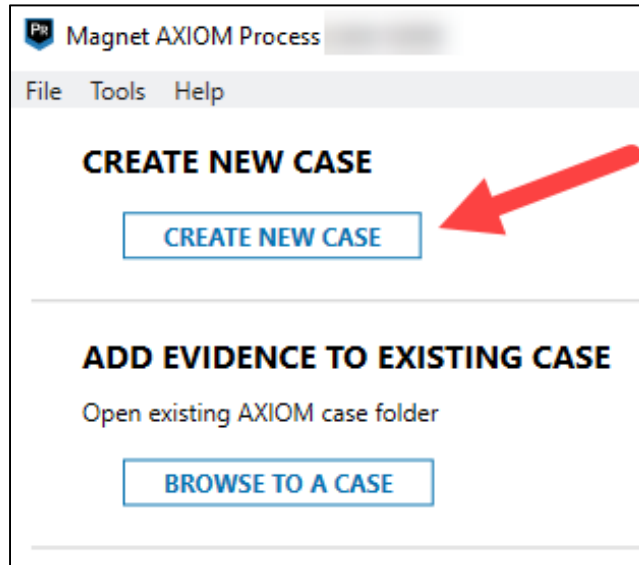 PR
Magnet AXIOM Process
File Tools Help
CREATE NEW CASE
CREATE NEW CASE
ADD EVIDENCE TO EXISTING CASE
Open existing AXIOM case folder
BROWSE TO A CASE